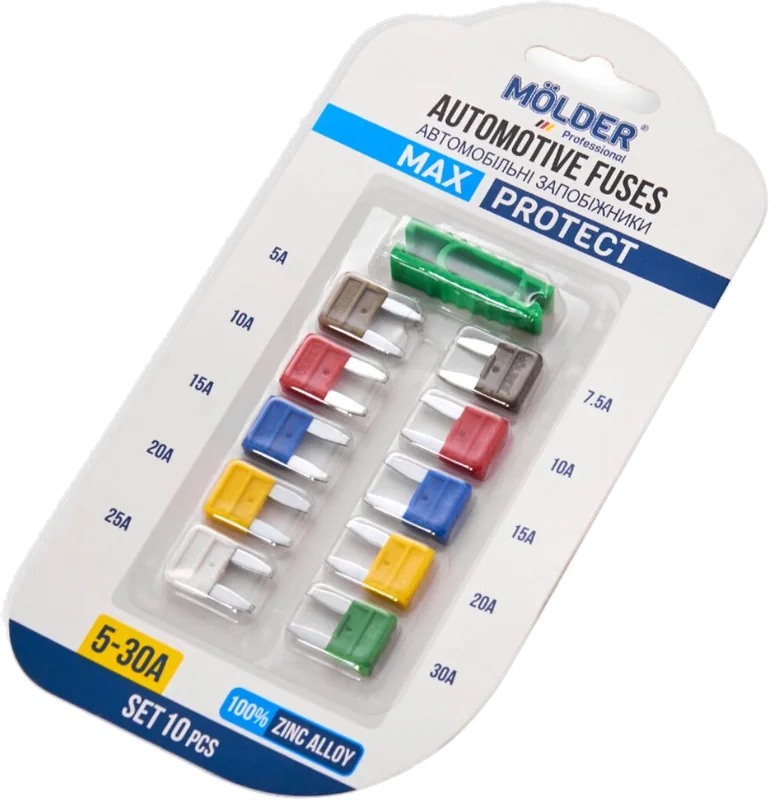 MÖLDER®
Professional
AUTOMOTIVE FUSES
АВТОМОБІЛЬНІ ЗАПОБІЖНИКИ
MAX PROTECT
5A
10A
15A
20A
25A
7.5A
10A
15A
20A
30A
5-30A
SET 10 PCS
100% ZINC ALLOY